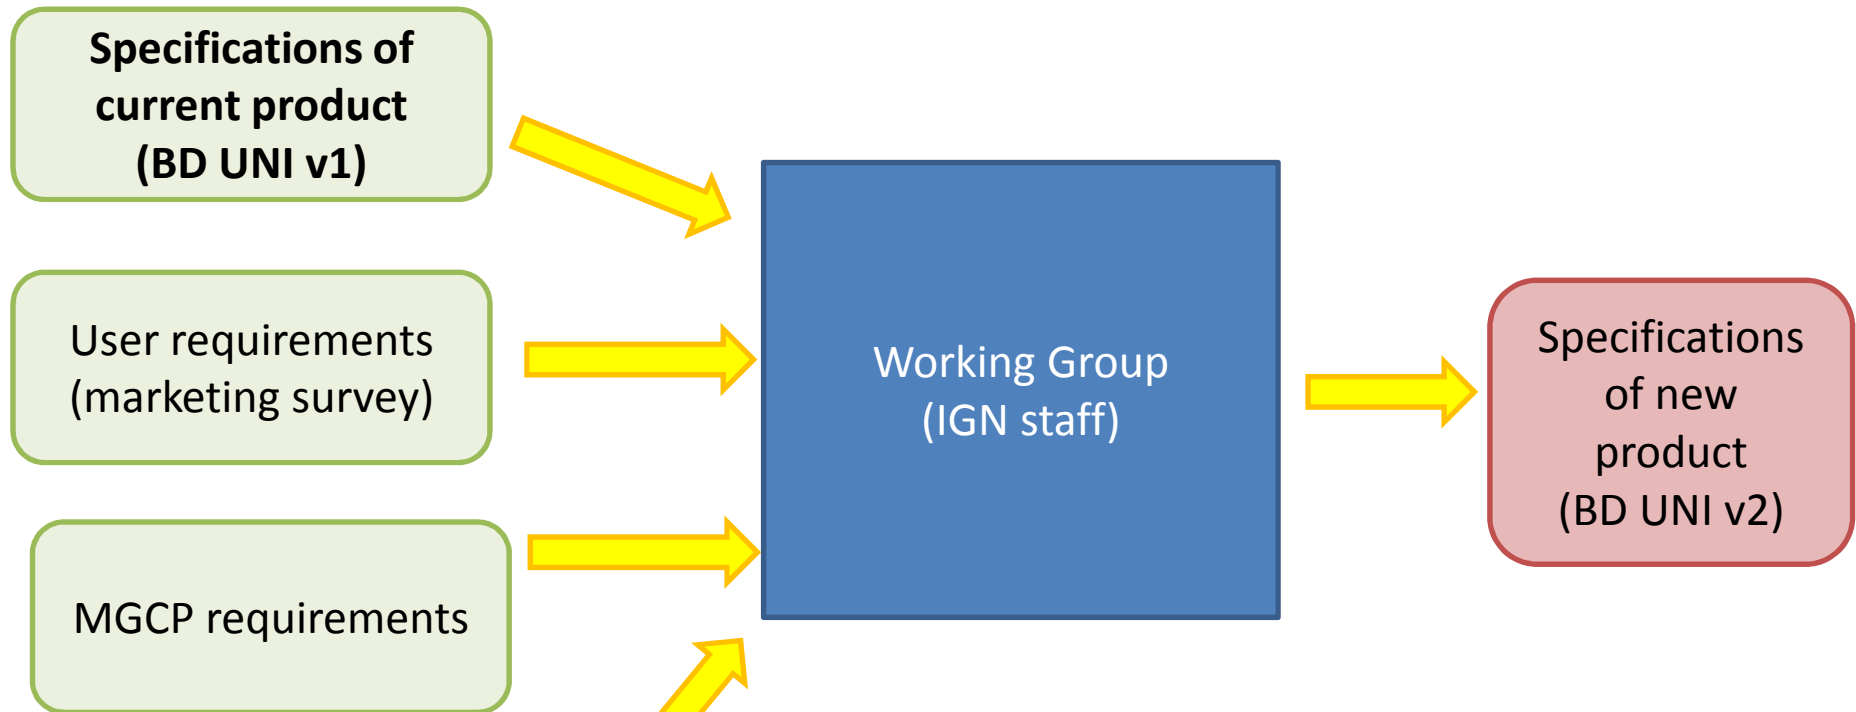 Specifications of
current product
(BD UNI v1)
User requirements
(marketing survey)
MGCP requirements
Working Group
(IGN staff)
Specifications
of new
product
(BD UNI v2)